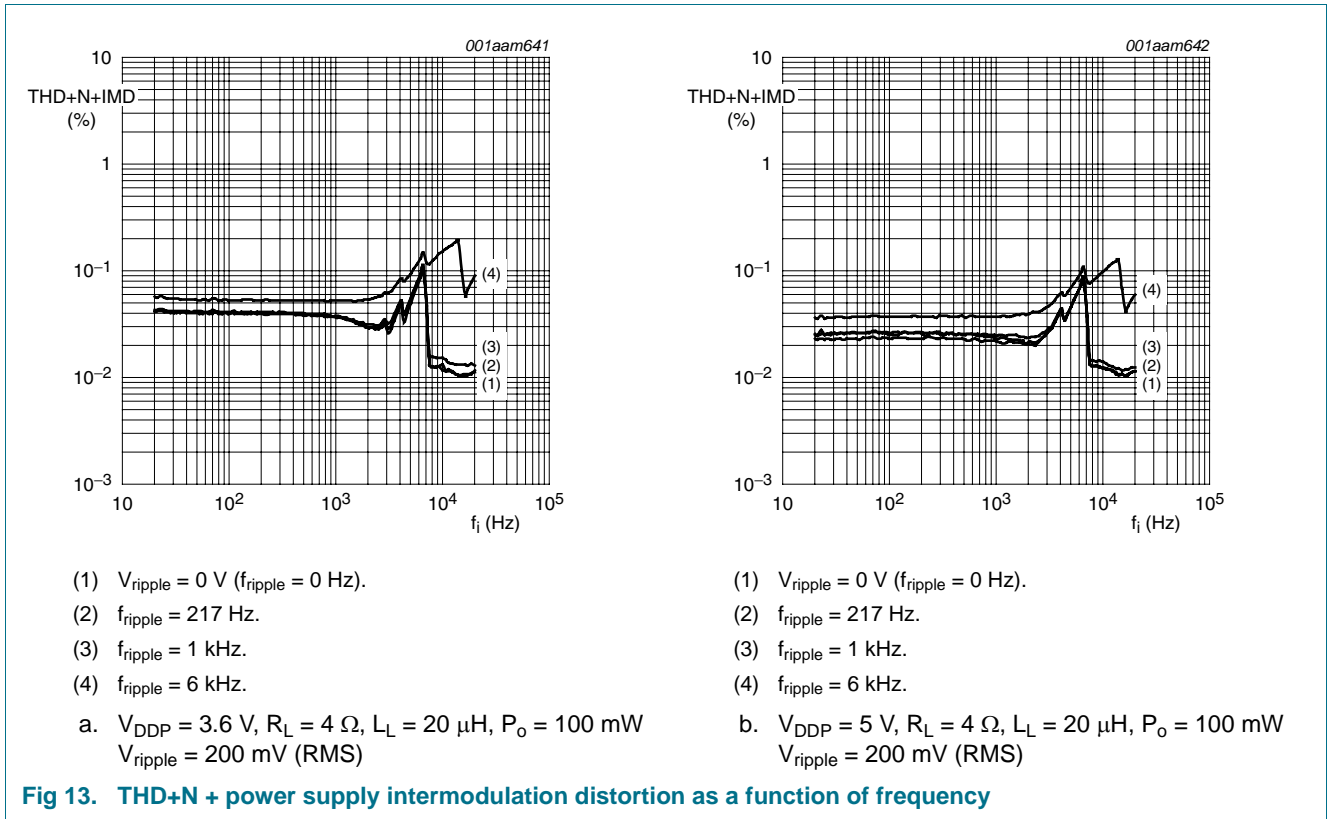 001aam641
10
THD+N+IMD
(%)
1
10−1
10−2
10−3
(4)
(3)
(2)
(1)
10
10²
10³
10⁴
10⁵
fi (Hz)
(1) Vripple = 0 V (fripple = 0 Hz).
(2) fripple = 217 Hz.
(3) fripple = 1 kHz.
(4) fripple = 6 kHz.
a. VDDP = 3.6 V, RL = 4 Ω, LL = 20 μH, Po = 100 mW
Vripple = 200 mV (RMS)
001aam642
10
THD+N+IMD
(%)
1
10−1
10−2
10−3
(4)
(3)
(2)
(1)
10
10²
10³
10⁴
10⁵
fi (Hz)
(1) Vripple = 0 V (fripple = 0 Hz).
(2) fripple = 217 Hz.
(3) fripple = 1 kHz.
(4) fripple = 6 kHz.
b. VDDP = 5 V, RL = 4 Ω, LL = 20 μH, Po = 100 mW
Vripple = 200 mV (RMS)
Fig 13. THD+N + power supply intermodulation distortion as a function of frequency